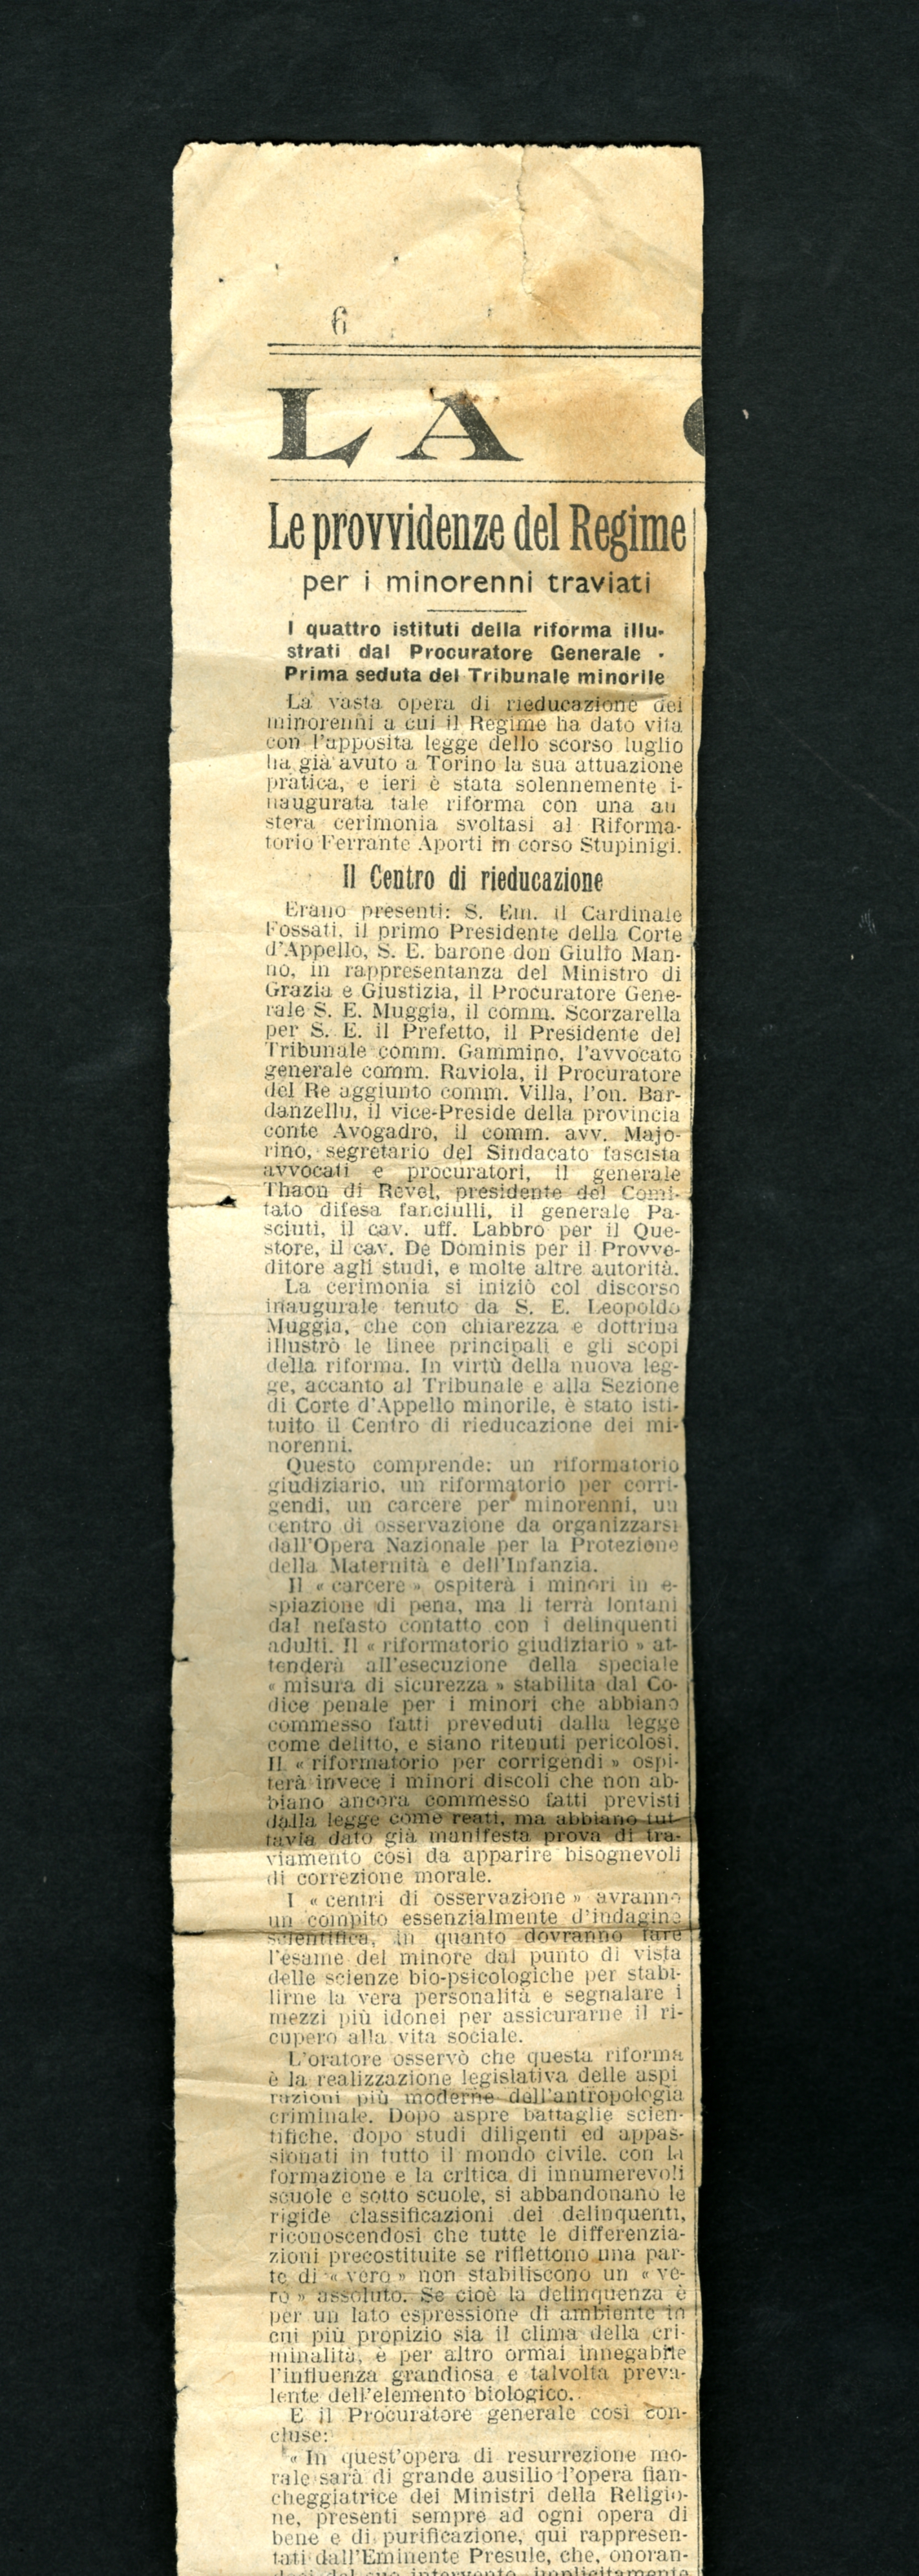 6
LA
Le provvidenze del Regime
per i minorenni traviati
I quattro istituti della riforma illu-
strati dal Procuratore Generale -
Prima seduta del Tribunale minorile
La vasta opera di rieducazione dei
minorenni a cui il Regime ha dato vita
con l'apposita legge dello scorso luglio
ha già avuto a Torino la sua attuazione
pratica, e ieri è stata solennemente i-
naugurata tale riforma con una au
stera cerimonia svoltasi al Riforma-
torio Ferrante Aporti in corso Stupinigi.
Il Centro di rieducazione
Erano presenti: S. Em. il Cardinale
Fossati, il primo Presidente della Corte
d'Appello, S. E. barone don Giulio Man-
no, in rappresentanza del Ministro di
Grazia e Giustizia, il Procuratore Gene-
rale S. E. Muggia, il comm. Scorzarella
per S. E. il Prefetto, il Presidente del
Tribunale comm. Gammino, l'avvocato
generale comm. Raviola, il Procuratore
del Re aggiunto comm. Villa, l'on. Bar-
danzellu, il vice-Preside della provincia
conte Avogadro, il comm. avv. Majo-
rino, segretario del Sindacato fascista
avvocati e procuratori, il generale
Thaon di Revel, presidente del Comi-
tato difesa fanciulli, il generale Pa-
sciuti, il cav. uff. Labbro per il Que-
store, il cav. De Dominis per il Provve-
ditore agli studi, e molte altre autorità.
La cerimonia si iniziò col discorso
inaugurale tenuto da S. E. Leopoldo
Muggia, che con chiarezza e dottrina
illustrò le linee principali e gli scopi
della riforma. In virtù della nuova leg-
ge, accanto al Tribunale e alla Sezione
di Corte d'Appello minorile, è stato isti-
tuito il Centro di rieducazione dei mi-
norenni.
Questo comprende: un riformatorio
giudiziario, un riformatorio per corri-
gendi, un carcere per minorenni, un
centro di osservazione da organizzarsi
dall'Opera Nazionale per la Protezione
della Maternità e dell'Infanzia.
Il « carcere » ospiterà i minori in e-
spiazione di pena, ma li terrà lontani
dal nefasto contatto con i delinquenti
adulti. Il « riformatorio giudiziario » at-
tenderà all'esecuzione della speciale
« misura di sicurezza » stabilita dal Co-
dice penale per i minori che abbiano
commesso fatti preveduti dalla legge
come delitto, e siano ritenuti pericolosi.
Il « riformatorio per corrigendi » ospi-
terà invece i minori discoli che non ab-
biano ancora commesso fatti previsti
dalla legge come reati, ma abbiano tut-
tavia dato già manifesta prova di tra-
viamento così da apparire bisognevoli
di correzione morale.
I « centri di osservazione » avranno
un compito essenzialmente d'indagine
scientifica, in quanto dovranno fare
l'esame del minore dal punto di vista
delle scienze bio-psicologiche per stabi-
lirne la vera personalità e segnalare i
mezzi più idonei per assicurarne il ri-
cupero alla vita sociale.
L'oratore osservò che questa riforma
è la realizzazione legislativa delle aspi
razioni più moderne dell'antropologia
criminale. Dopo aspre battaglie scien-
tifiche, dopo studi diligenti ed appas-
sionati in tutto il mondo civile, con la
formazione e la critica di innumerevoli
scuole e sotto scuole, si abbandonano le
rigide classificazioni dei delinquenti,
riconoscendosi che tutte le differenzia-
zioni precostituite se riflettono una par-
te di « vero » non stabiliscono un « ve-
ro » assoluto. Se cioè la delinquenza è
per un lato espressione di ambiente in
cui più propizio sia il clima della cri-
minalità, è per altro ormai innegabile
l'influenza grandiosa e talvolta preva-
lente dell'elemento biologico.
E il Procuratore generale così con-
cluse:
« In quest'opera di resurrezione mo-
rale sarà di grande ausilio l'opera fian-
cheggiatrice dei Ministri della Religio-
ne, presenti sempre ad ogni opera di
bene e di purificazione, qui rappresen-
tati dall'Eminente Presule, che, onoran-
del suo intervento, implicitamente